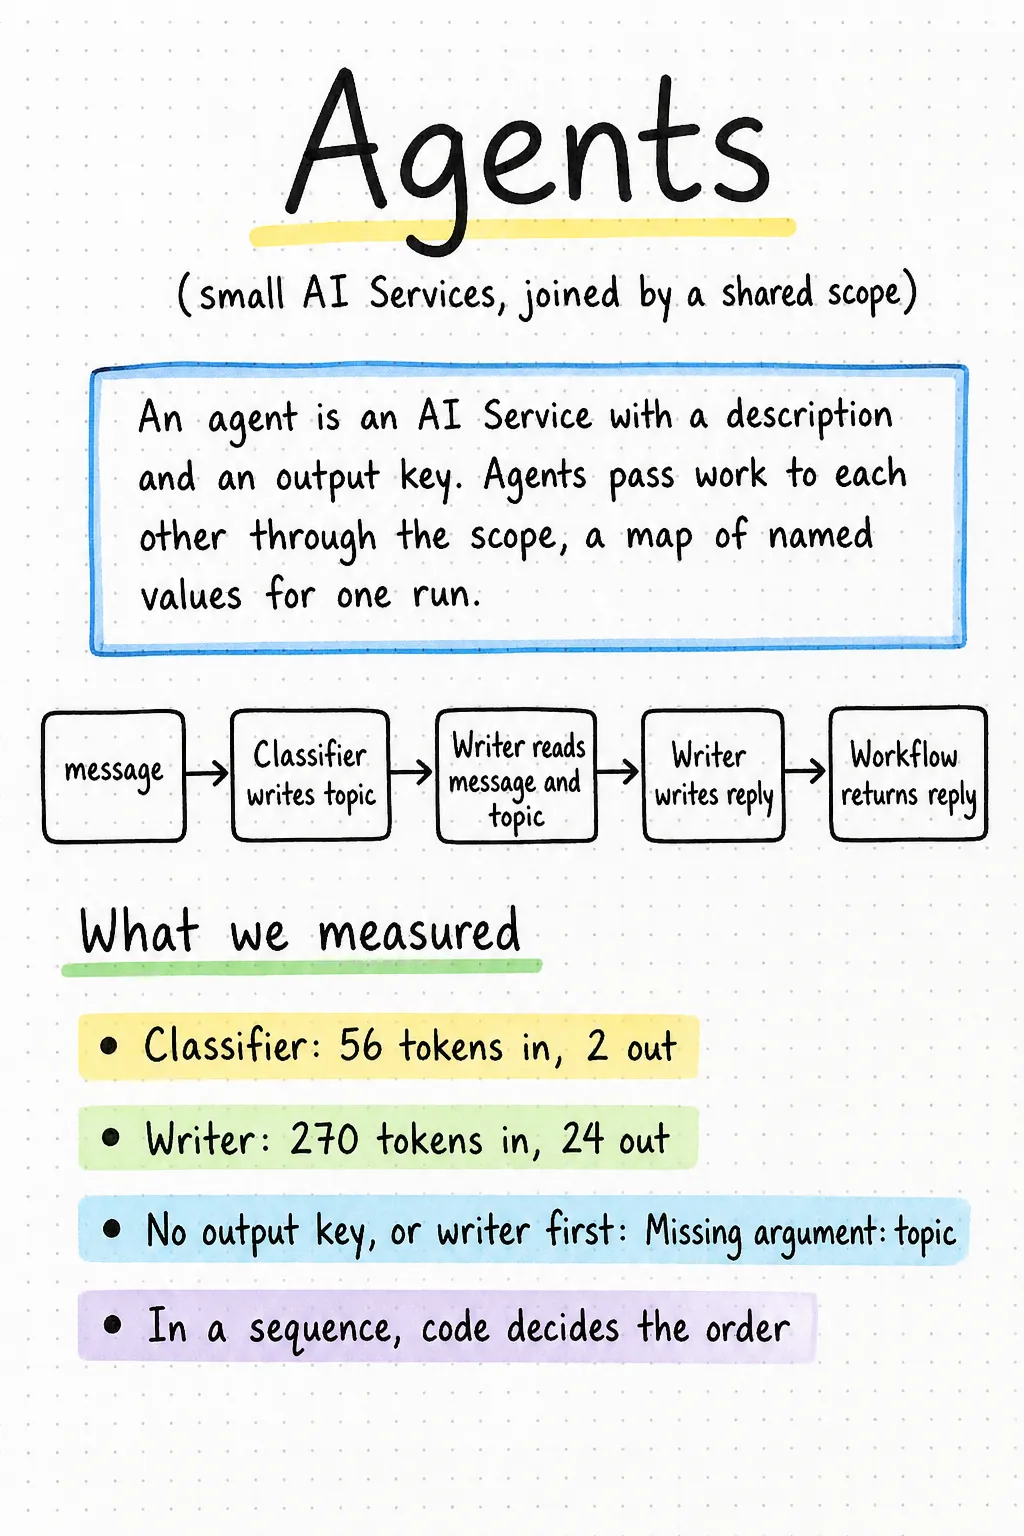 Agents
(small AI Services, joined by a shared scope)
An agent is an AI Service with a description
and an output key. Agents pass work to each
other through the scope, a map of named
values for one run.
message
Classifier
writes topic
Writer reads
message and
topic
Writer
writes reply
Workflow
returns reply
What we measured
• Classifier: 56 tokens in, 2 out
• Writer: 270 tokens in, 24 out
• No output key, or writer first: Missing argument: topic
• In a sequence, code decides the order